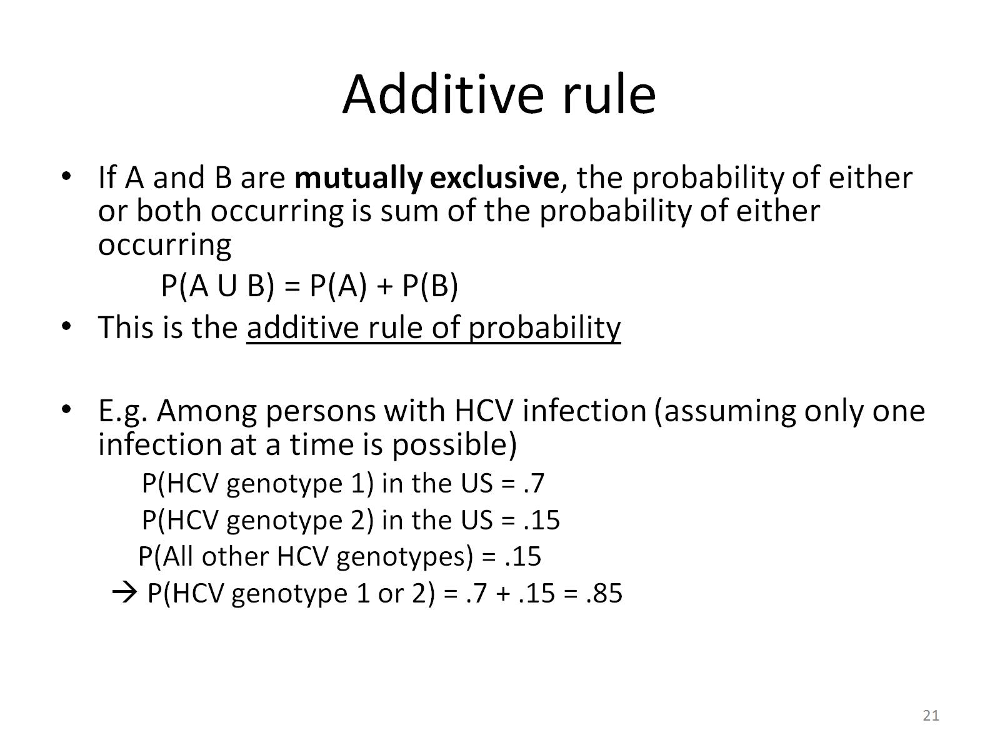 Additive rule
• If A and B are mutually exclusive, the probability of either
or both occurring is sum of the probability of either
occurring
P(A U B) = P(A) + P(B)
• This is the additive rule of probability
• E.g. Among persons with HCV infection (assuming only one
infection at a time is possible)
P(HCV genotype 1) in the US = .7
P(HCV genotype 2) in the US = .15
P(All other HCV genotypes) = .15
→ P(HCV genotype 1 or 2) = .7 + .15 = .85
21